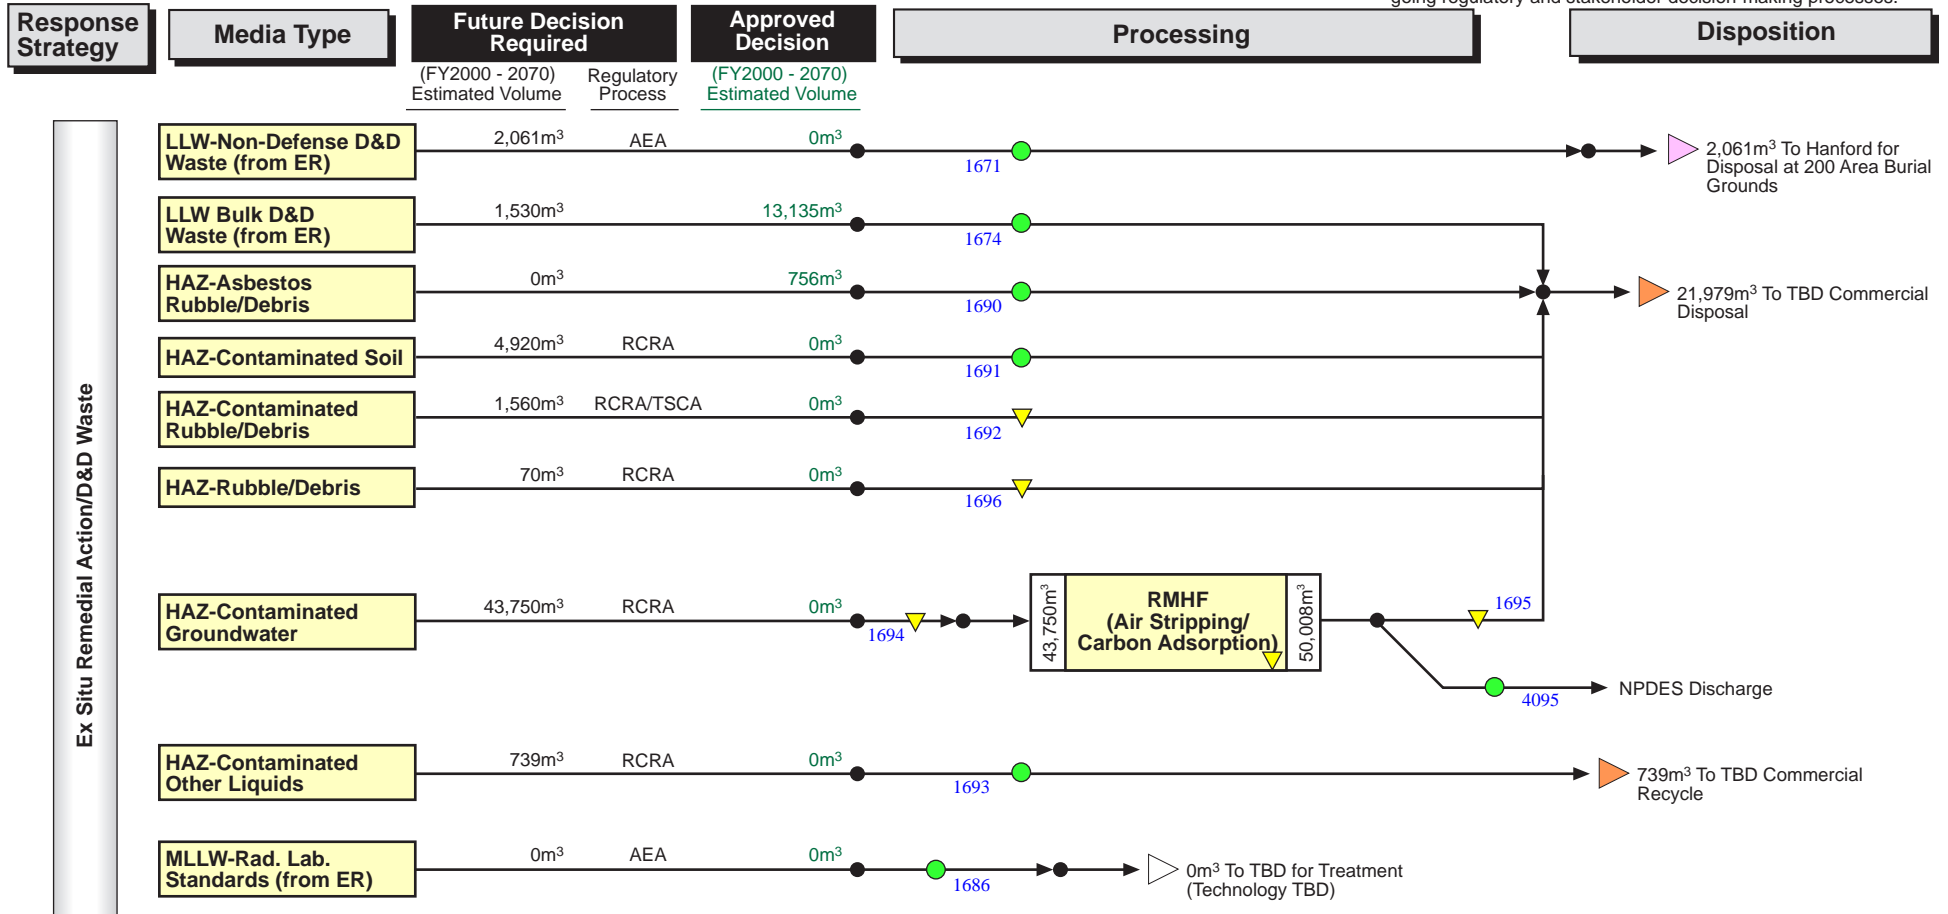 going regulatory and stakeholder decision-making processes.
Response
Strategy
Media Type
Future Decision
Required
Approved
Decision
Processing
Disposition
(FY2000 - 2070)
Estimated Volume
Regulatory
Process
(FY2000 - 2070)
Estimated Volume
Ex Situ Remedial Action/D&D Waste
LLW-Non-Defense D&D
Waste (from ER)
2,061m³
AEA
0m³
1671
2,061m³ To Hanford for
Disposal at 200 Area Burial
Grounds
LLW Bulk D&D
Waste (from ER)
1,530m³
13,135m³
1674
HAZ-Asbestos
Rubble/Debris
0m³
756m³
1690
21,979m³ To TBD Commercial
Disposal
HAZ-Contaminated Soil
4,920m³
RCRA
0m³
1691
HAZ-Contaminated
Rubble/Debris
1,560m³
RCRA/TSCA
0m³
1692
HAZ-Rubble/Debris
70m³
RCRA
0m³
1696
HAZ-Contaminated
Groundwater
43,750m³
RCRA
0m³
1694
43,750m³
RMHF
(Air Stripping/
Carbon Adsorption)
50,008m³
1695
4095
NPDES Discharge
HAZ-Contaminated
Other Liquids
739m³
RCRA
0m³
1693
739m³ To TBD Commercial
Recycle
MLLW-Rad. Lab.
Standards (from ER)
0m³
AEA
0m³
1686
0m³ To TBD for Treatment
(Technology TBD)